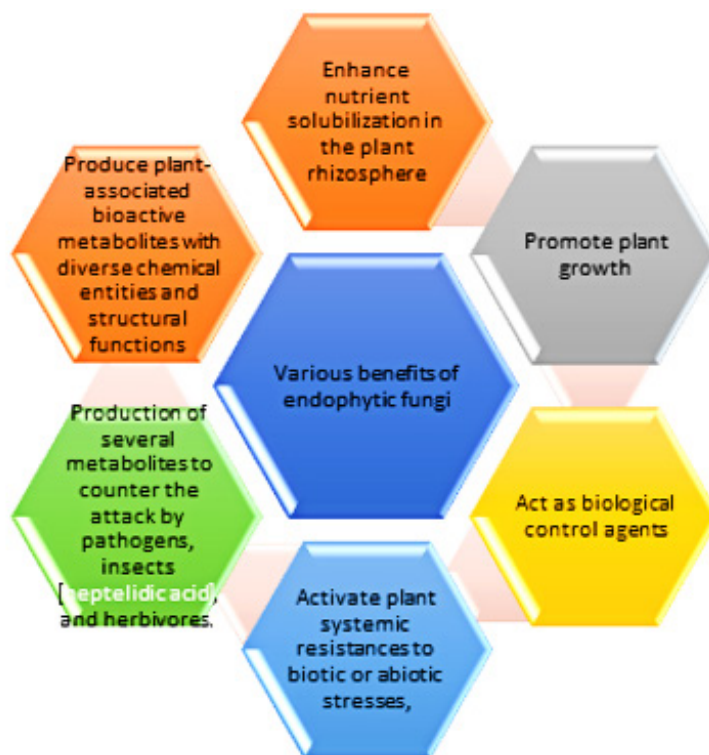 Enhance
nutrient
solubilization in
the plant
rhizosphere
Promote plant
growth
Act as biological
control agents
Activate plant
systemic
resistances to
biotic or abiotic
stresses,
Production of
several
metabolites to
counter the
attack by
pathogens,
insects
[heptelidic acid],
and herbivores.
Produce plant-
associated
bioactive
metabolites with
diverse chemical
entities and
structural
functions
Various benefits of
endophytic fungi